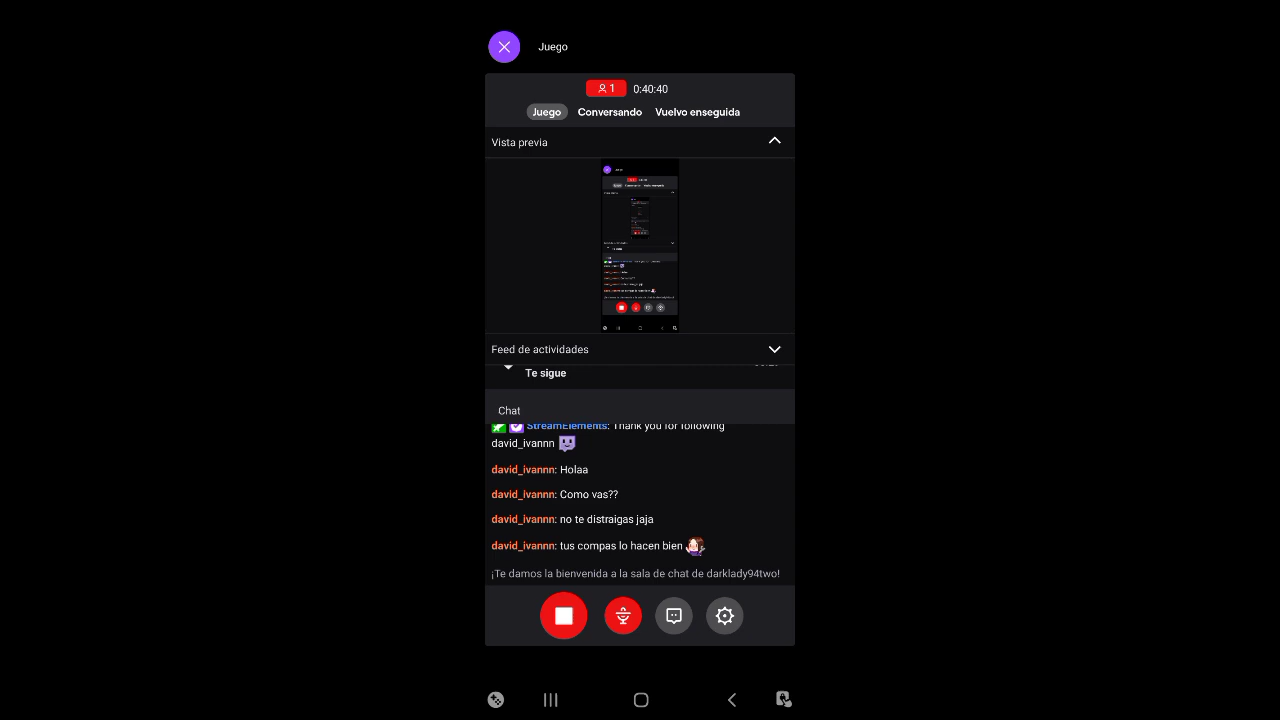 Juego
1 0:40:40
Juego Conversando Vuelvo enseguida
Vista previa
Feed de actividades
Te sigue
Chat
StreamElements: Thank you for following
david_ivannn
david_ivannn: Holaa
david_ivannn: Como vas??
david_ivannn: no te distraigas jaja
david_ivannn: tus compas lo hacen bien
¡Te damos la bienvenida a la sala de chat de darklady94two!